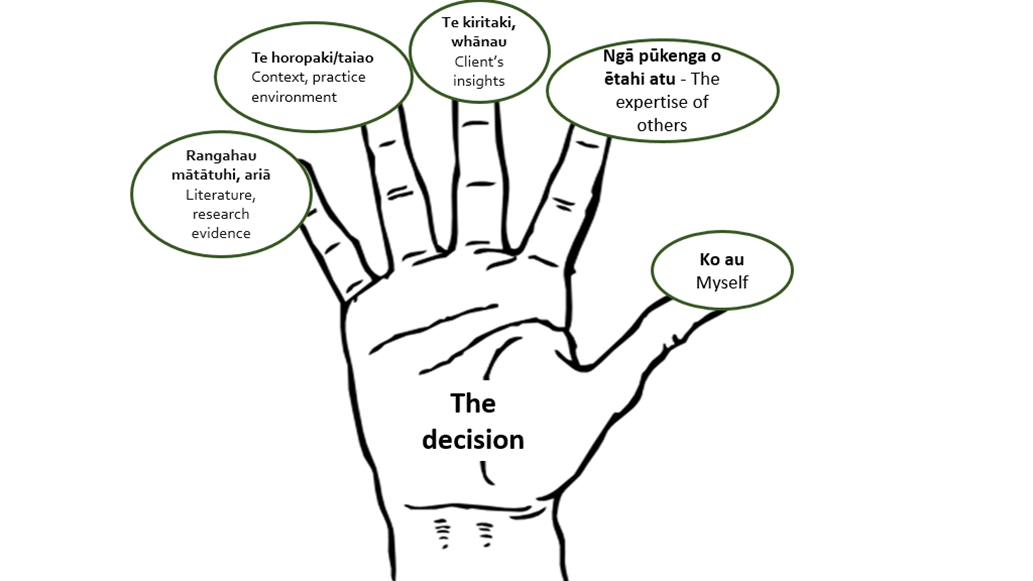 Te kiritaki,
whānau
Client's
insights
Te horopaki/taiao
Context, practice
environment
Ngā pūkenga o
ētahi atu - The
expertise of
others
Rangahau
mātātuhi, ariā
Literature,
research
evidence
Ko au
Myself
The
decision